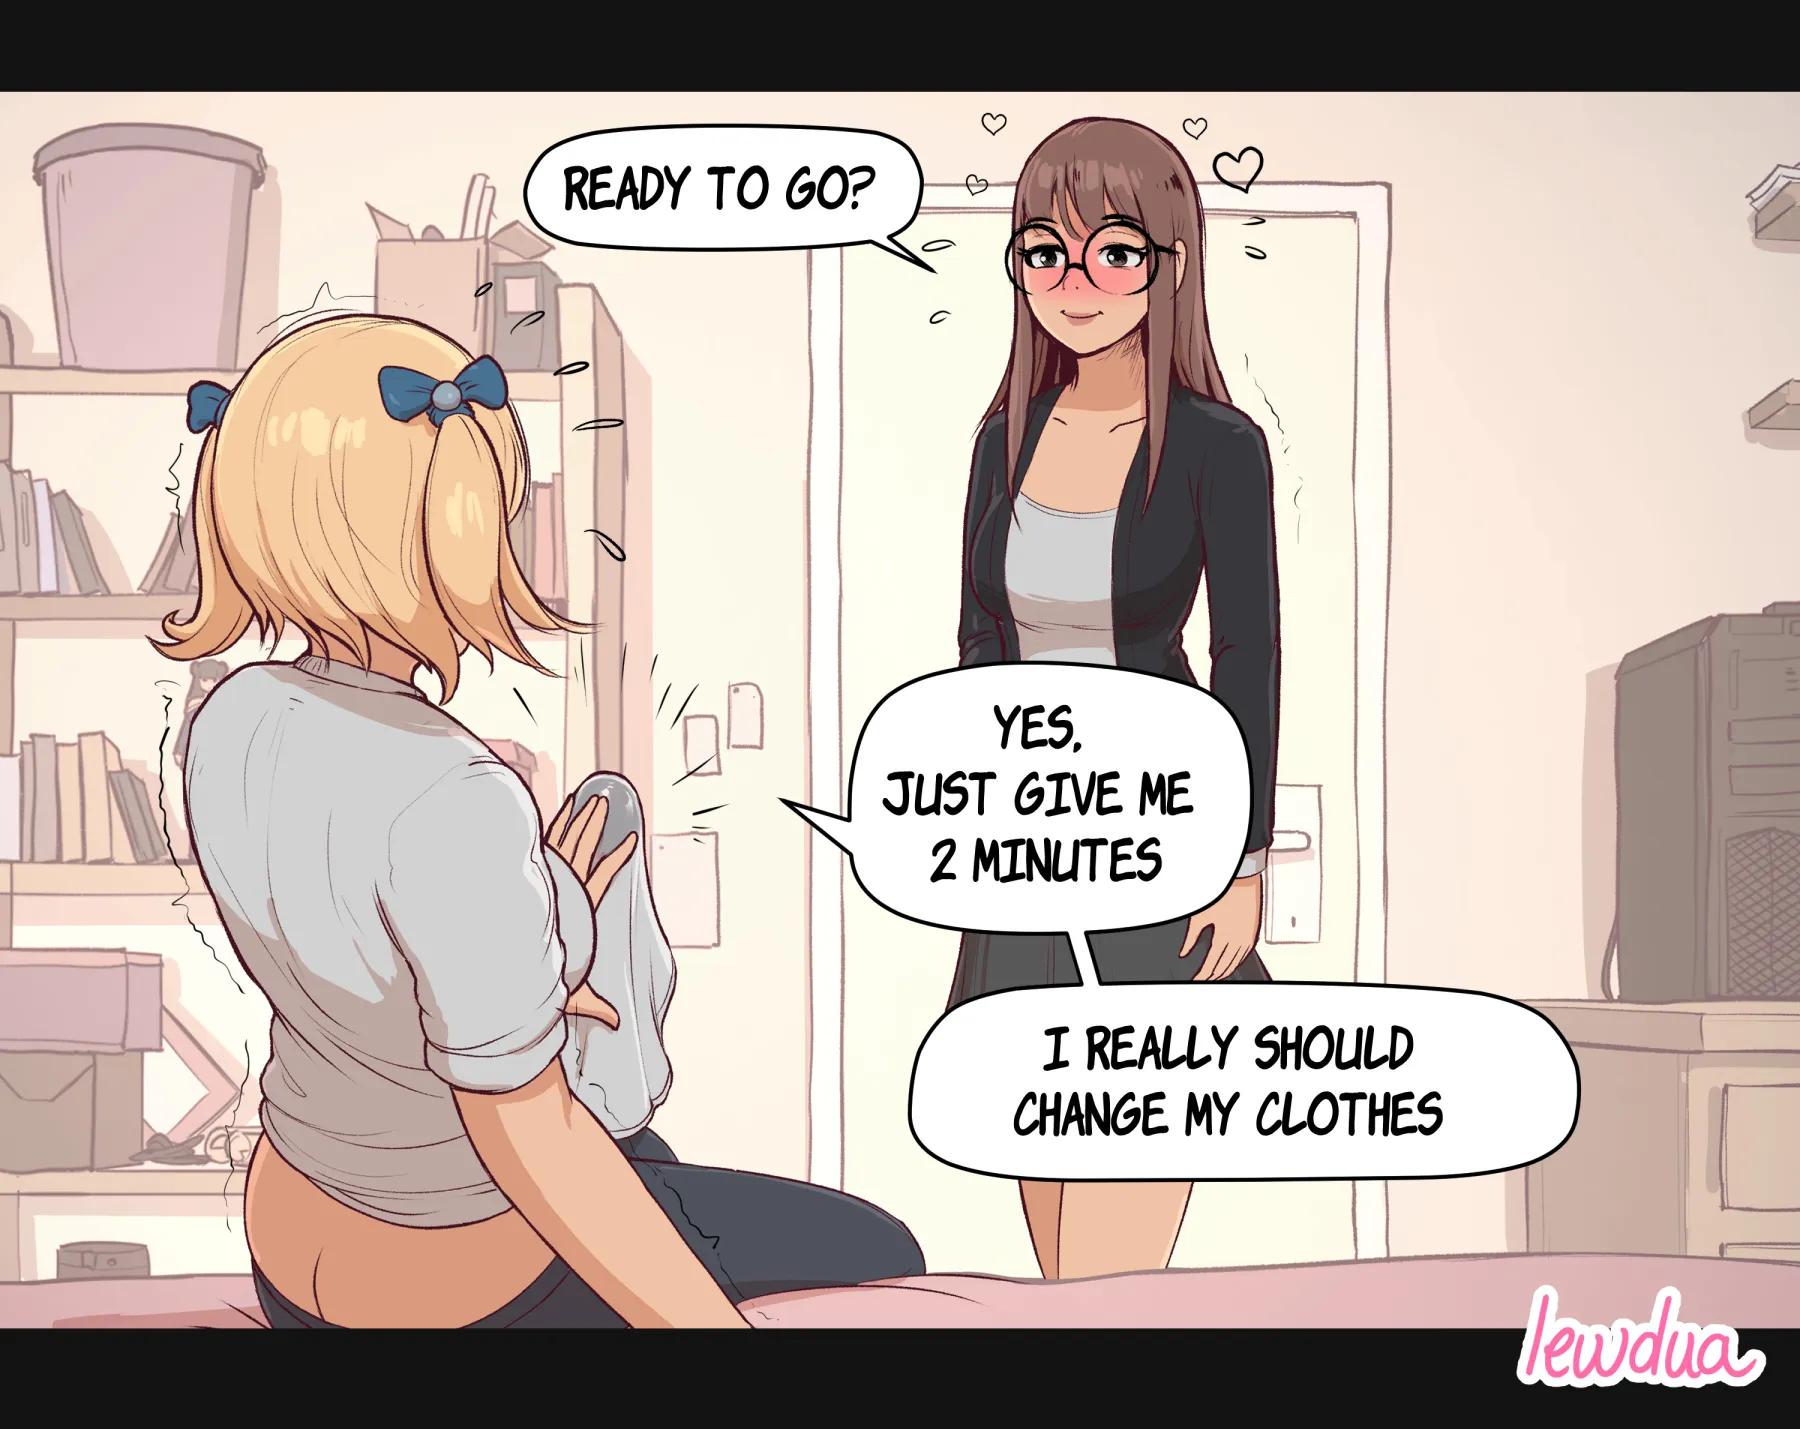 READY TO GO?
YES,
JUST GIVE ME
2 MINUTES
I REALLY SHOULD
CHANGE MY CLOTHES
lewdua